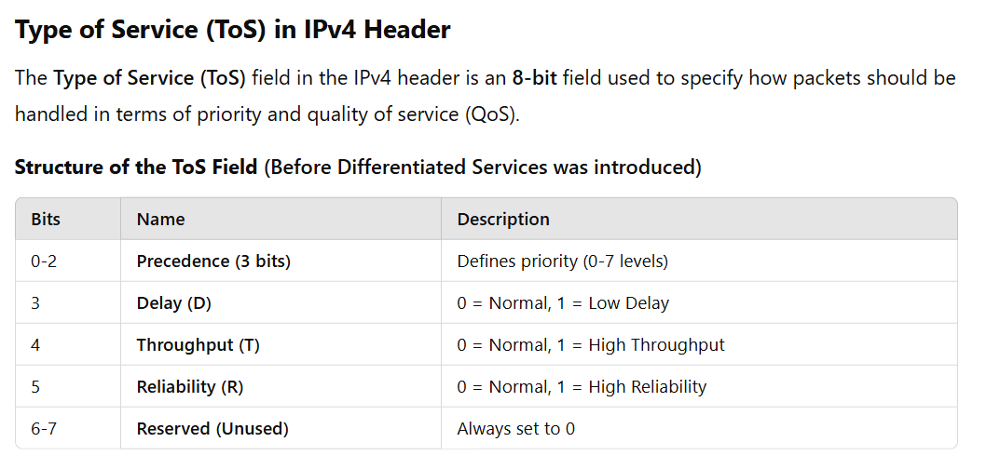 Type of Service (ToS) in IPv4 Header
The Type of Service (ToS) field in the IPv4 header is an 8-bit field used to specify how packets should be
handled in terms of priority and quality of service (QoS).
Structure of the ToS Field (Before Differentiated Services was introduced)
Bits Name Description
0-2 Precedence (3 bits) Defines priority (0-7 levels)
3 Delay (D) 0 = Normal, 1 = Low Delay
4 Throughput (T) 0 = Normal, 1 = High Throughput
5 Reliability (R) 0 = Normal, 1 = High Reliability
6-7 Reserved (Unused) Always set to 0